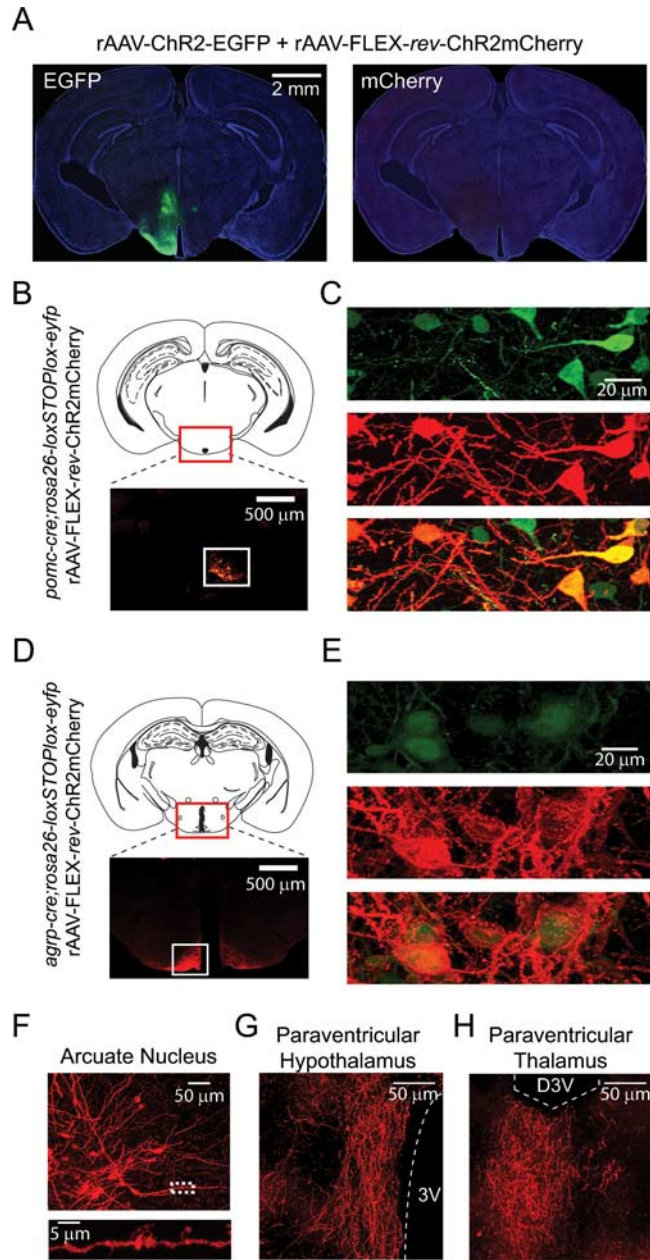 A
rAAV-ChR2-EGFP + rAAV-FLEX-rev-ChR2mCherry
EGFP
2 mm
mCherry
B
pomc-cre;rosa26-loxSTOPlox-eyfp
rAAV-FLEX-rev-ChR2mCherry
500 μm
C
20 μm
D
agrp-cre;rosa26-loxSTOPlox-eyfp
rAAV-FLEX-rev-ChR2mCherry
500 μm
E
20 μm
F
Arcuate Nucleus
50 μm
5 μm
G
Paraventricular
Hypothalamus
50 μm
3V
H
Paraventricular
Thalamus
D3V
50 μm